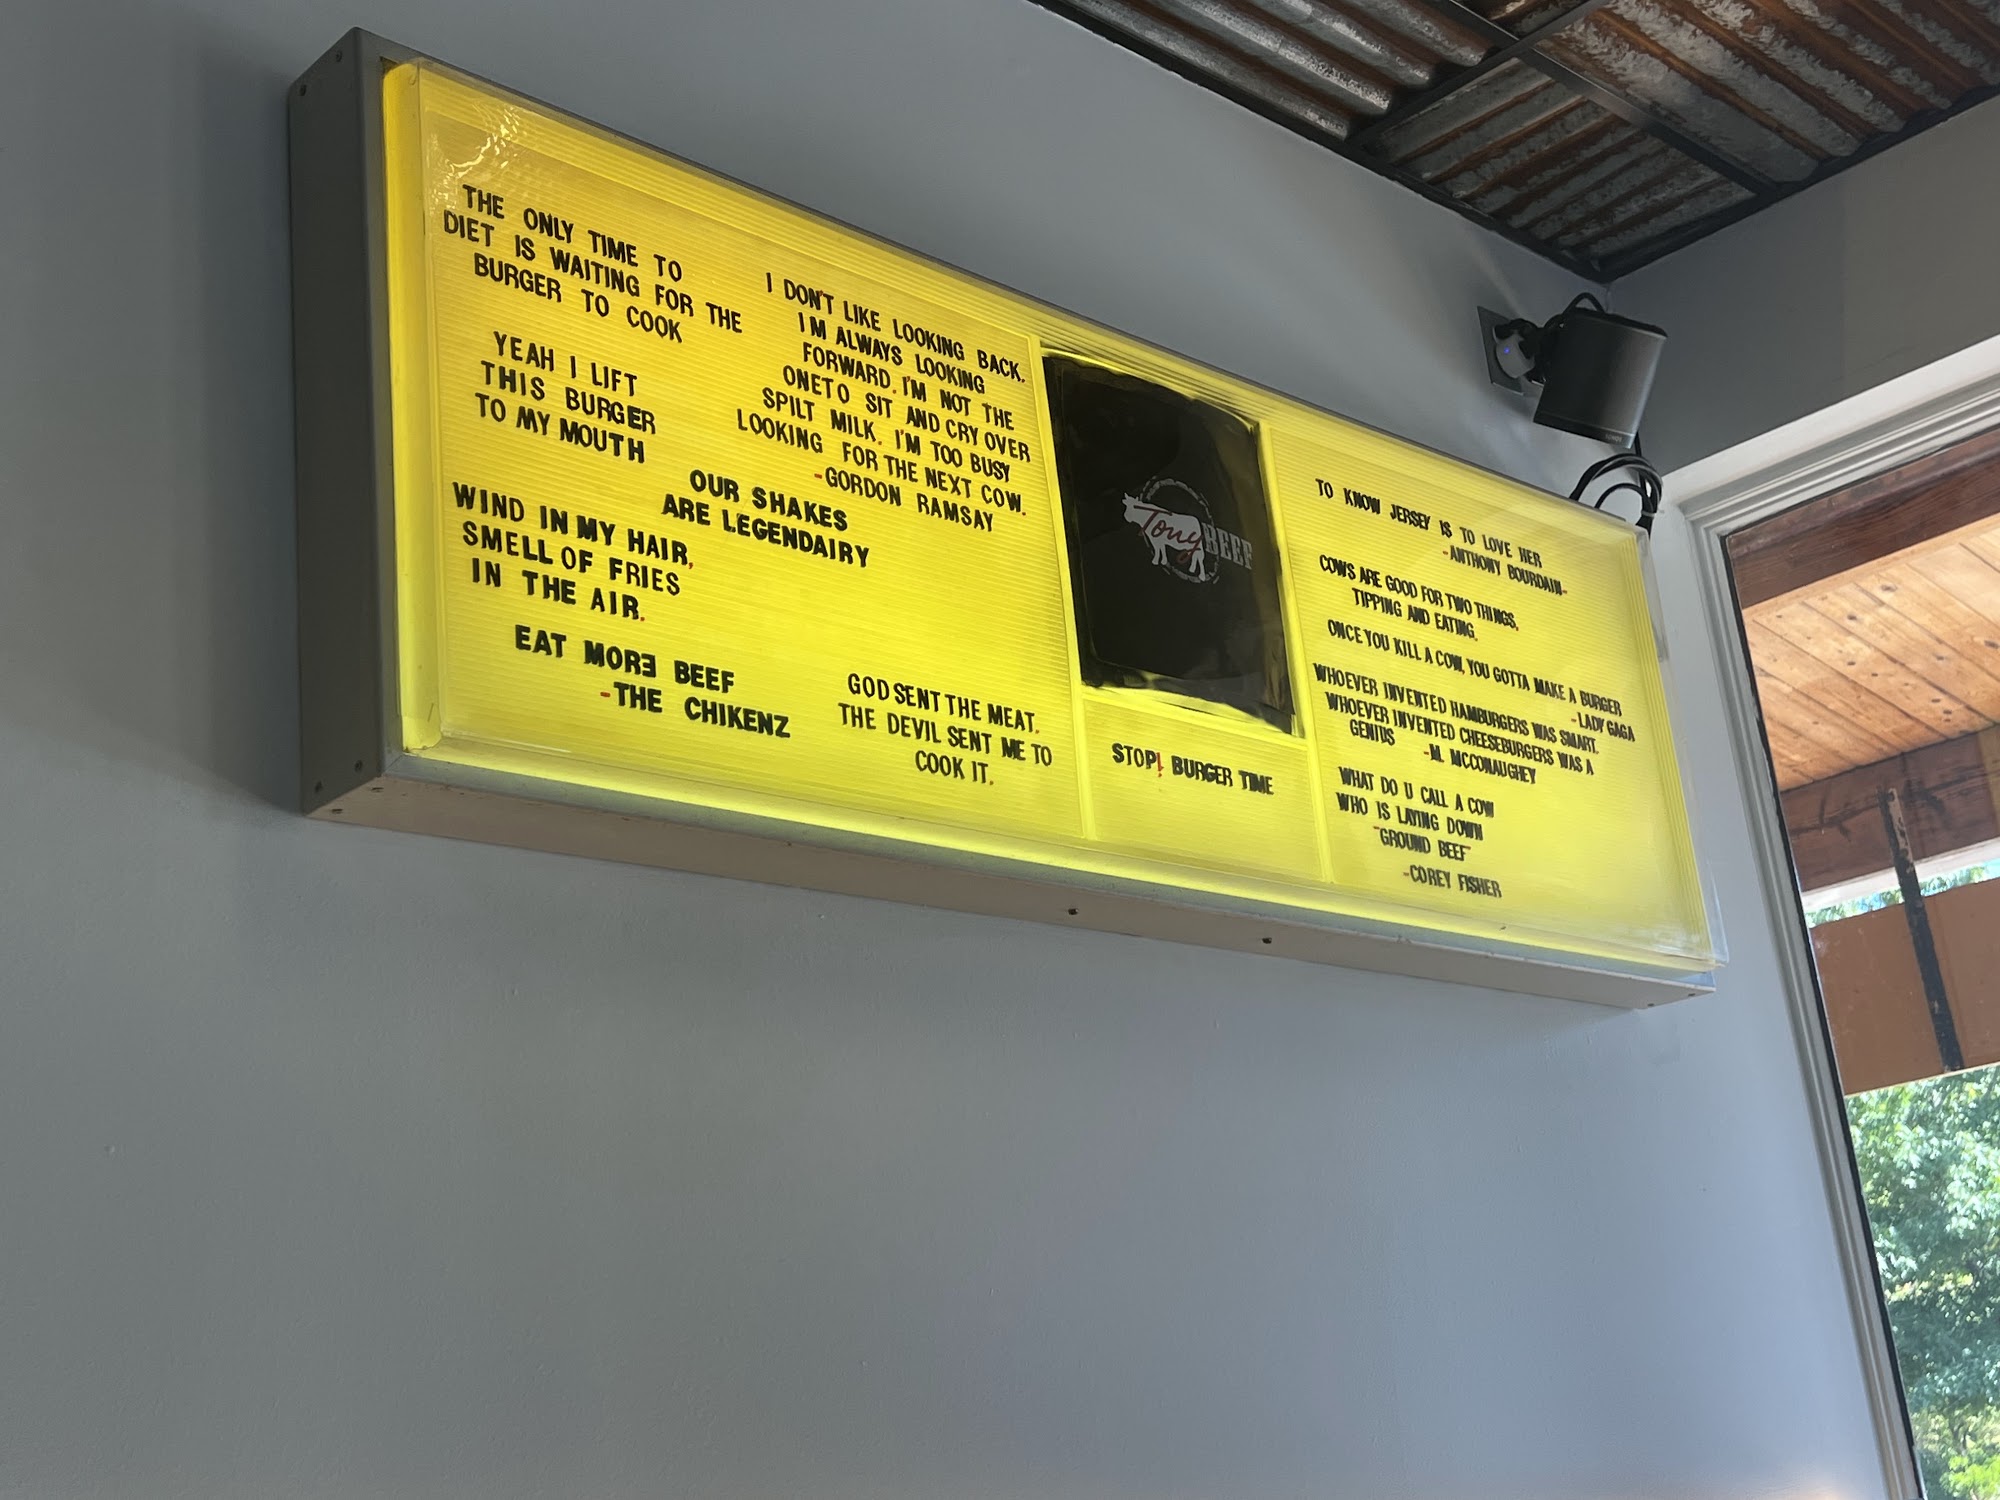 THE ONLY TIME TO
DIET IS WAITING FOR THE
BURGER TO COOK
YEAH I LIFT
THIS BURGER
TO MY MOUTH
WIND IN MY HAIR,
SMELL OF FRIES
IN THE AIR.
EAT MORE BEEF
-THE CHIKENZ
I DON'T LIKE LOOKING BACK.
I M ALWAYS LOOKING
FORWARD. I'M NOT THE
ONETO SIT AND CRY OVER
SPILT MILK. I'M TOO BUSY
LOOKING FOR THE NEXT COW.
-GORDON RAMSAY
OUR SHAKES
ARE LEGENDAIRY
GOD SENT THE MEAT.
THE DEVIL SENT ME TO
COOK IT.
Tony BEEF
STOP! BURGER TIME
TO KNOW JERSEY IS TO LOVE HER
-ANTHONY BOURDAIN-
COWS ARE GOOD FOR TWO THINGS,
TIPPING AND EATING.
ONCE YOU KILL A COW, YOU GOTTA MAKE A BURGER
-LADY GAGA
WHOEVER INVENTED HAMBURGERS WAS SMART.
WHOEVER INVENTED CHEESEBURGERS WAS A
GENIUS -M. MCCONAUGHEY
WHAT DO U CALL A COW
WHO IS LAYING DOWN
"GROUND BEEF"
-COREY FISHER